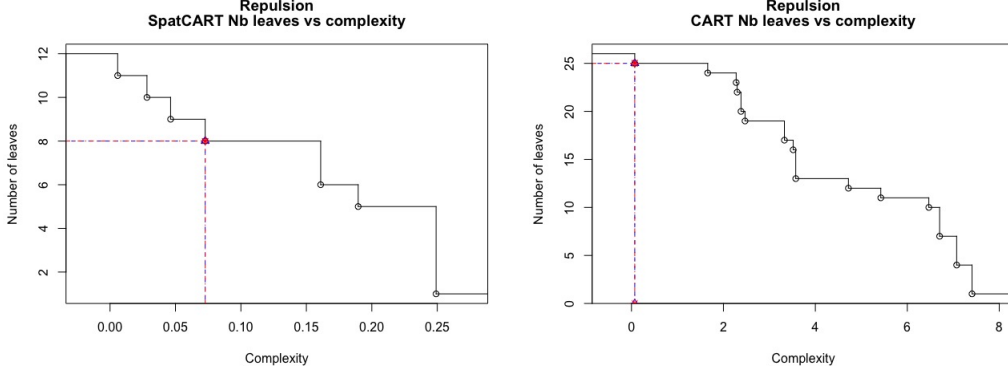 Repulsion
SpatCART Nb leaves vs complexity
Number of leaves
12
10
8
6
4
2
0.00 0.05 0.10 0.15 0.20 0.25
Complexity
Repulsion
CART Nb leaves vs complexity
Number of leaves
25
20
15
10
5
0
0 2 4 6 8
Complexity